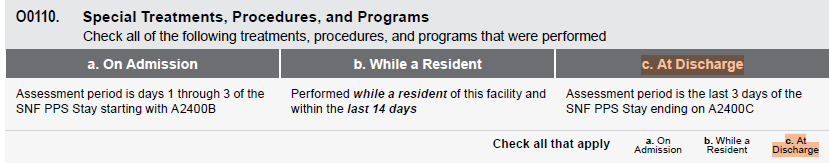 O0110. Special Treatments, Procedures, and Programs
Check all of the following treatments, procedures, and programs that were performed
a. On Admission b. While a Resident c. At Discharge
Assessment period is days 1 through 3 of the Performed while a resident of this facility and Assessment period is the last 3 days of the
SNF PPS Stay starting with A2400B within the last 14 days SNF PPS Stay ending on A2400C
Check all that apply a. On b. While a c. At
Admission Resident Discharge